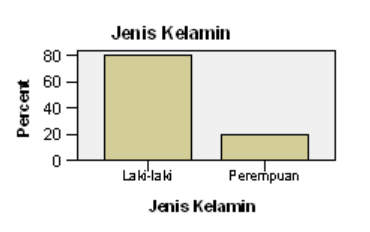 Jenis Kelamin
Percent
80
60
40
20
0
Laki-laki Perempuan
Jenis Kelamin